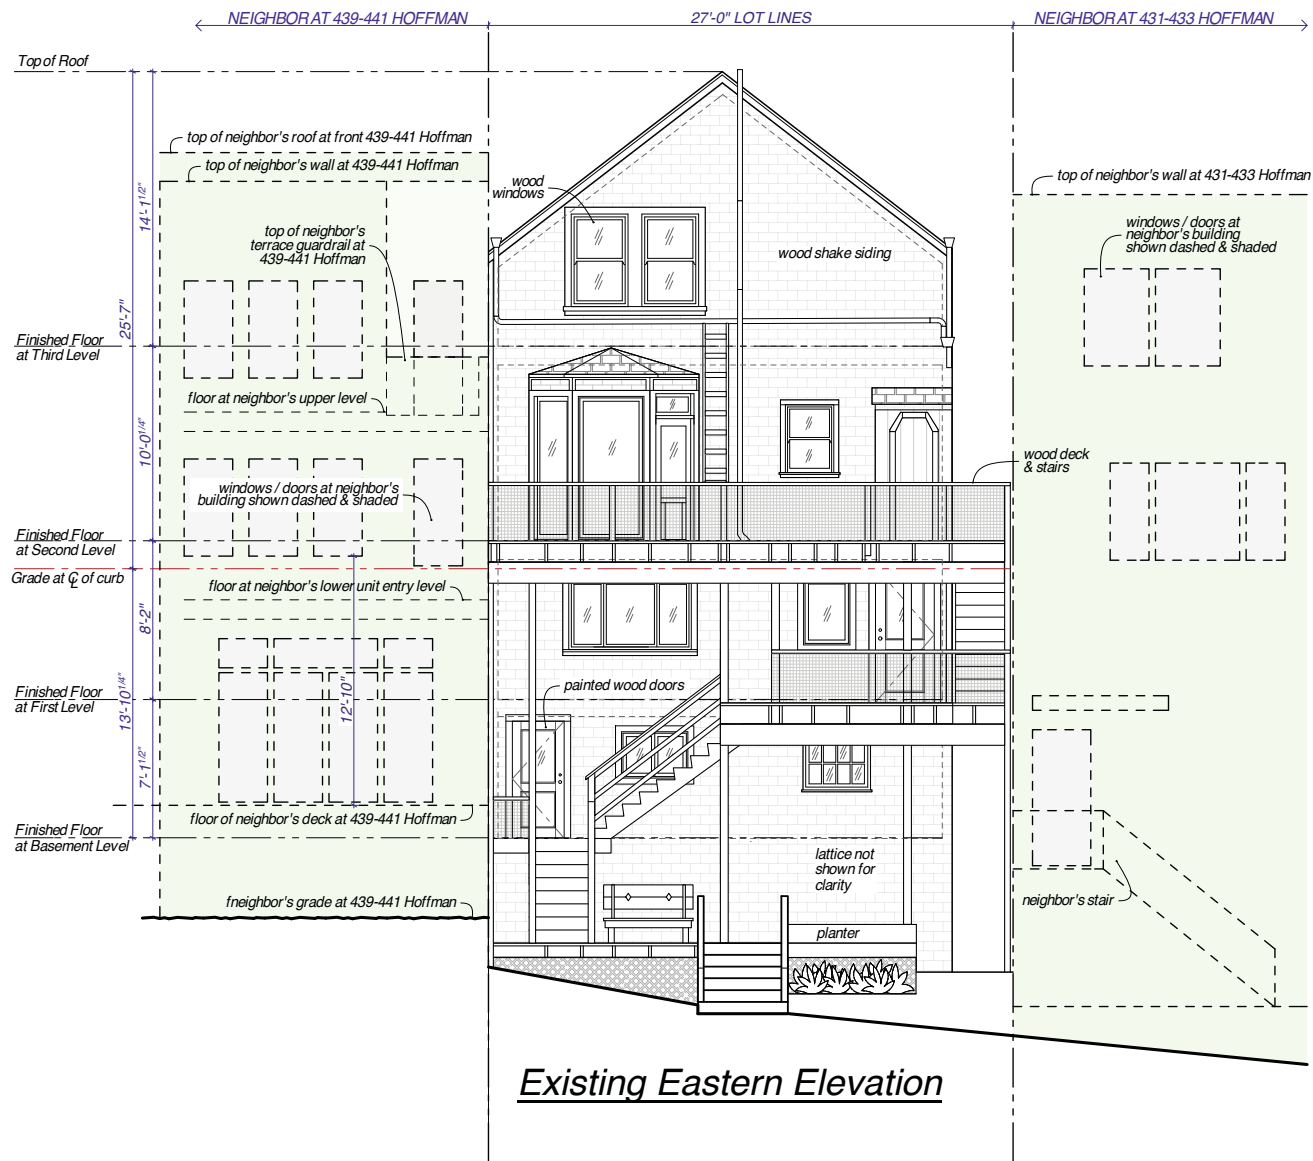 NEIGHBOR AT 439-441 HOFFMAN
27'-0" LOT LINES
NEIGHBOR AT 431-433 HOFFMAN
Top of Roof
top of neighbor's roof at front 439-441 Hoffman
top of neighbor's wall at 439-441 Hoffman
top of neighbor's wall at 431-433 Hoffman
wood
windows
14'-1 1/2"
top of neighbor's
terrace guardrail at
439-441 Hoffman
wood shake siding
windows / doors at
neighbor's building
shown dashed & shaded
25'-7"
Finished Floor
at Third Level
floor at neighbor's upper level
10'-0 1/4"
wood deck
& stairs
windows / doors at neighbor's
building shown dashed & shaded
Finished Floor
at Second Level
Grade at ℄ of curb
floor at neighbor's lower unit entry level
8'-2"
painted wood doors
Finished Floor
at First Level
13'-10 1/4"
12'-10"
7'-1 1/2"
floor of neighbor's deck at 439-441 Hoffman
Finished Floor
at Basement Level
lattice not
shown for
clarity
fneighbor's grade at 439-441 Hoffman
neighbor's stair
planter
Existing Eastern Elevation